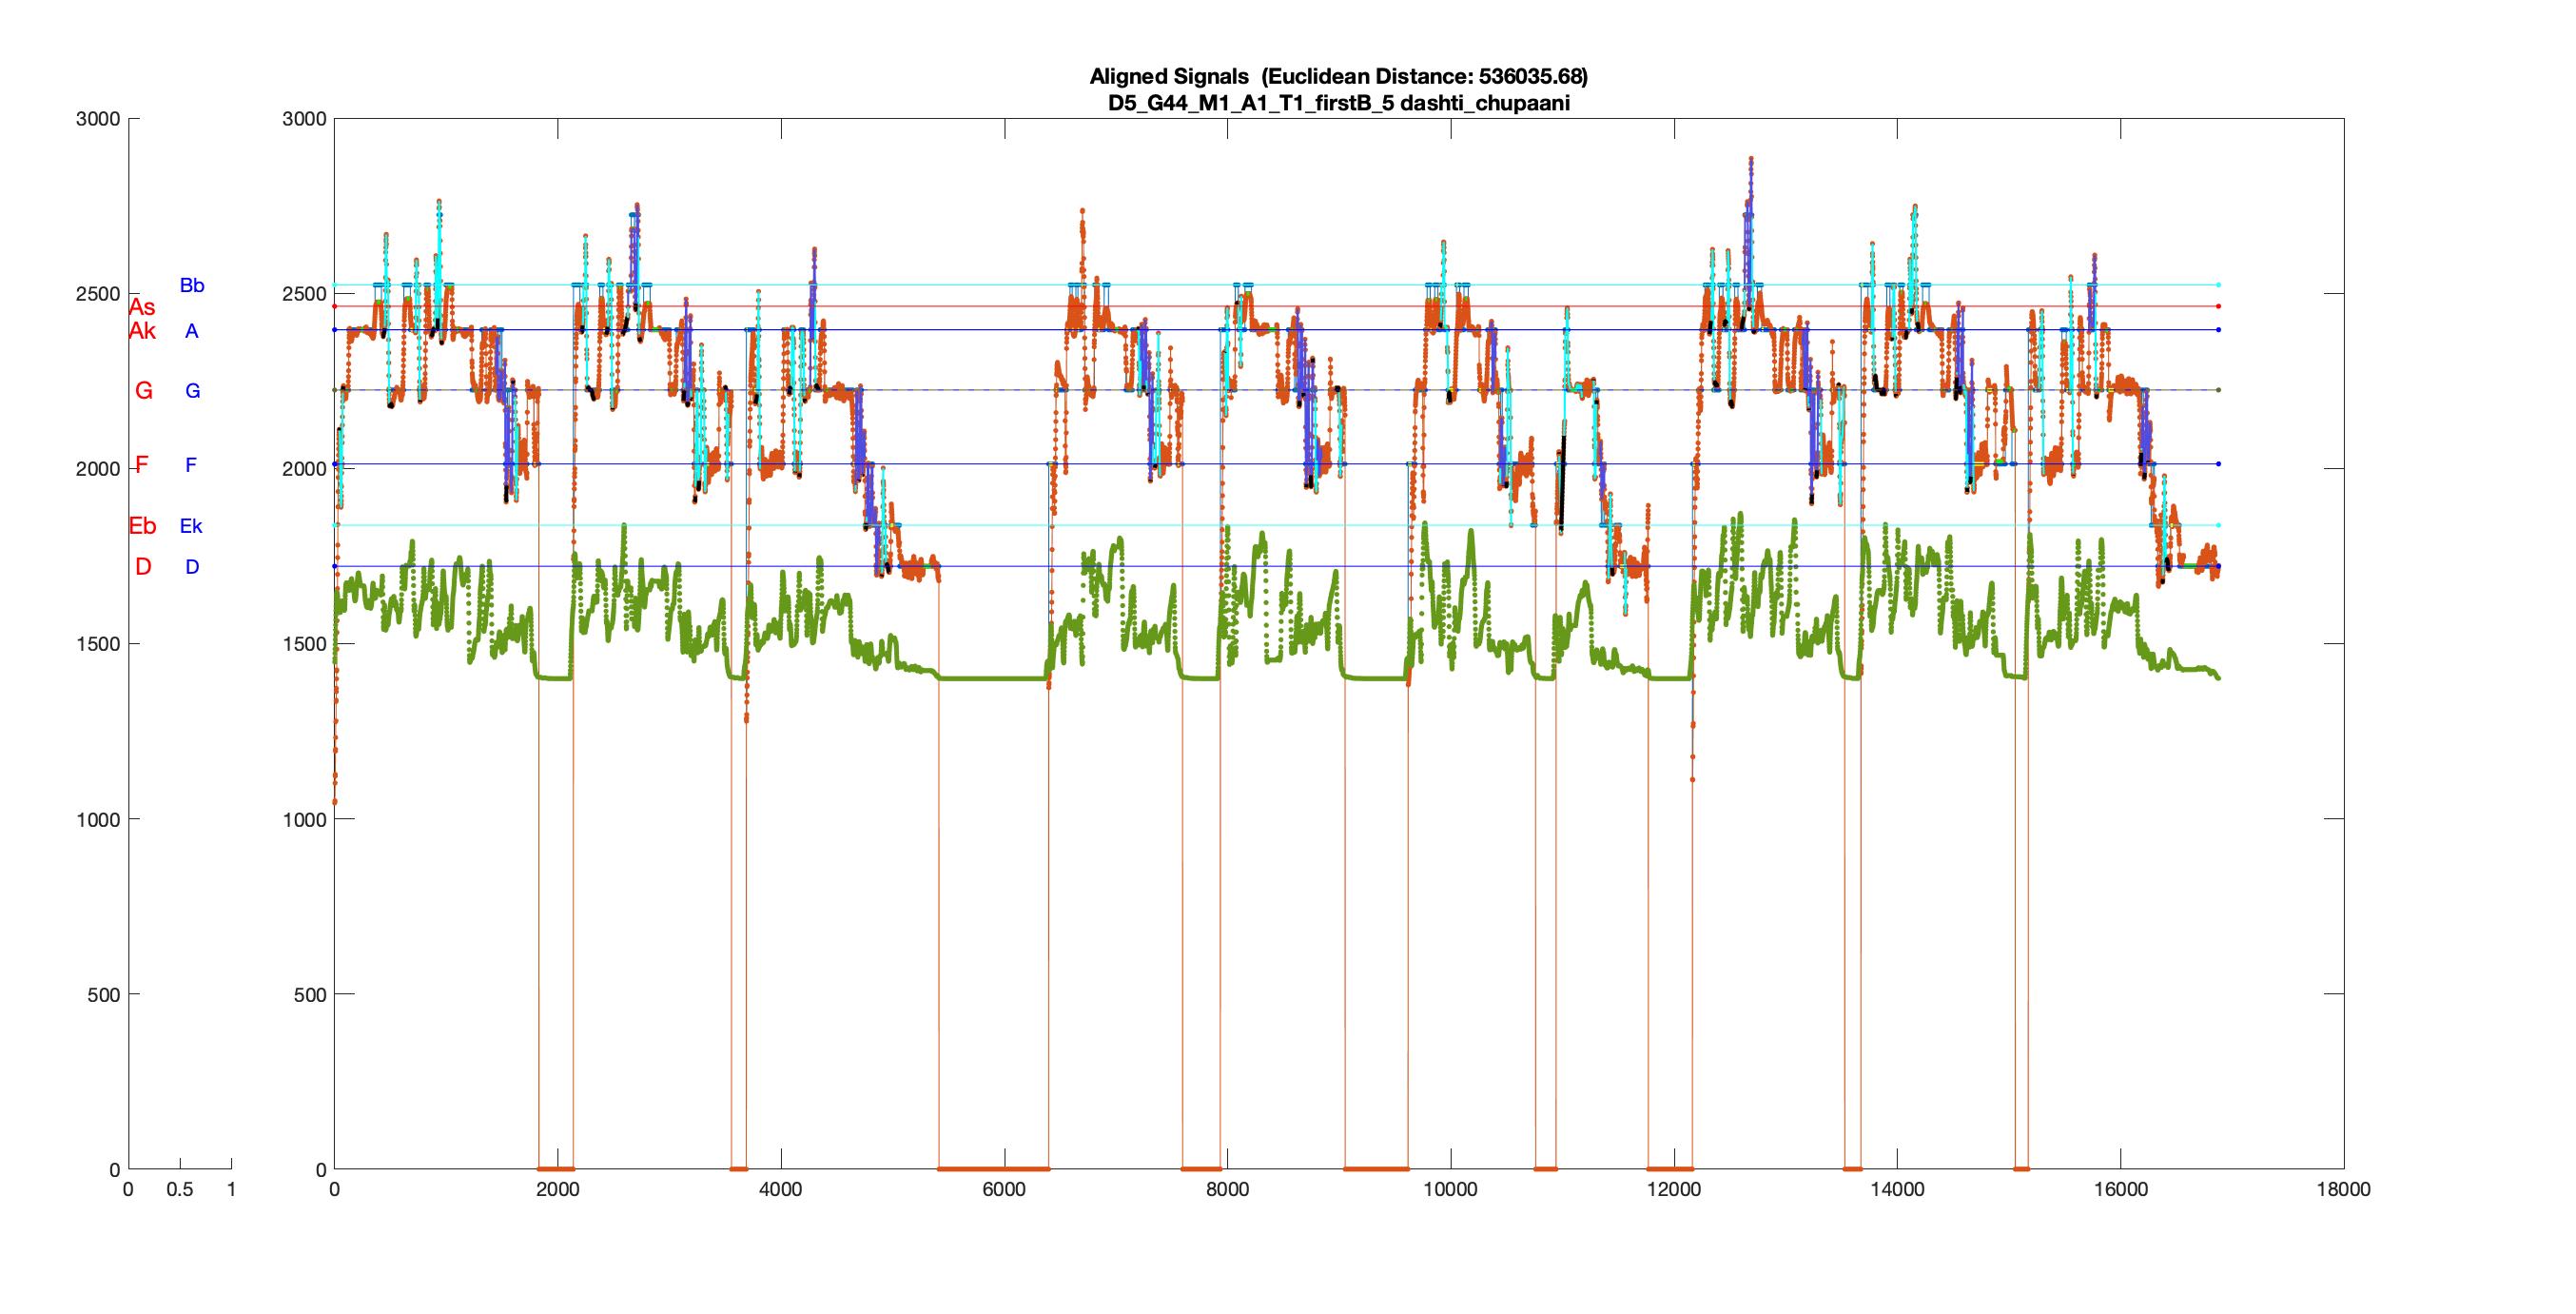 Aligned Signals (Euclidean Distance: 536035.68)
D5_G44_M1_A1_T1_firstB_5 dashti_chupaani
3000
2500
2000
1500
1000
500
0
0 0.5 1
As
Ak
G
F
Eb
D
Bb
A
G
F
Ek
D
3000
2500
2000
1500
1000
500
0
0 2000 4000 6000 8000 10000 12000 14000 16000 18000